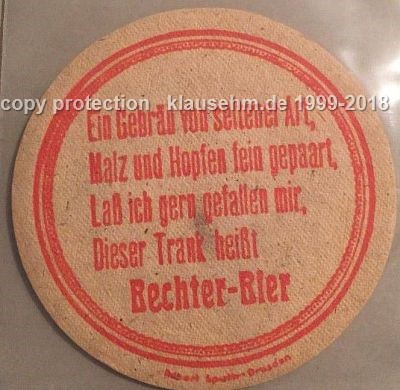 copy protection klausehm.de 1999-2018
Ein Gebräu von seltener Art,
Malz und Hopfen fein gepaart,
Laß ich gern gefallen mir,
Dieser Trank heißt
Bechter-Bier
Dresden